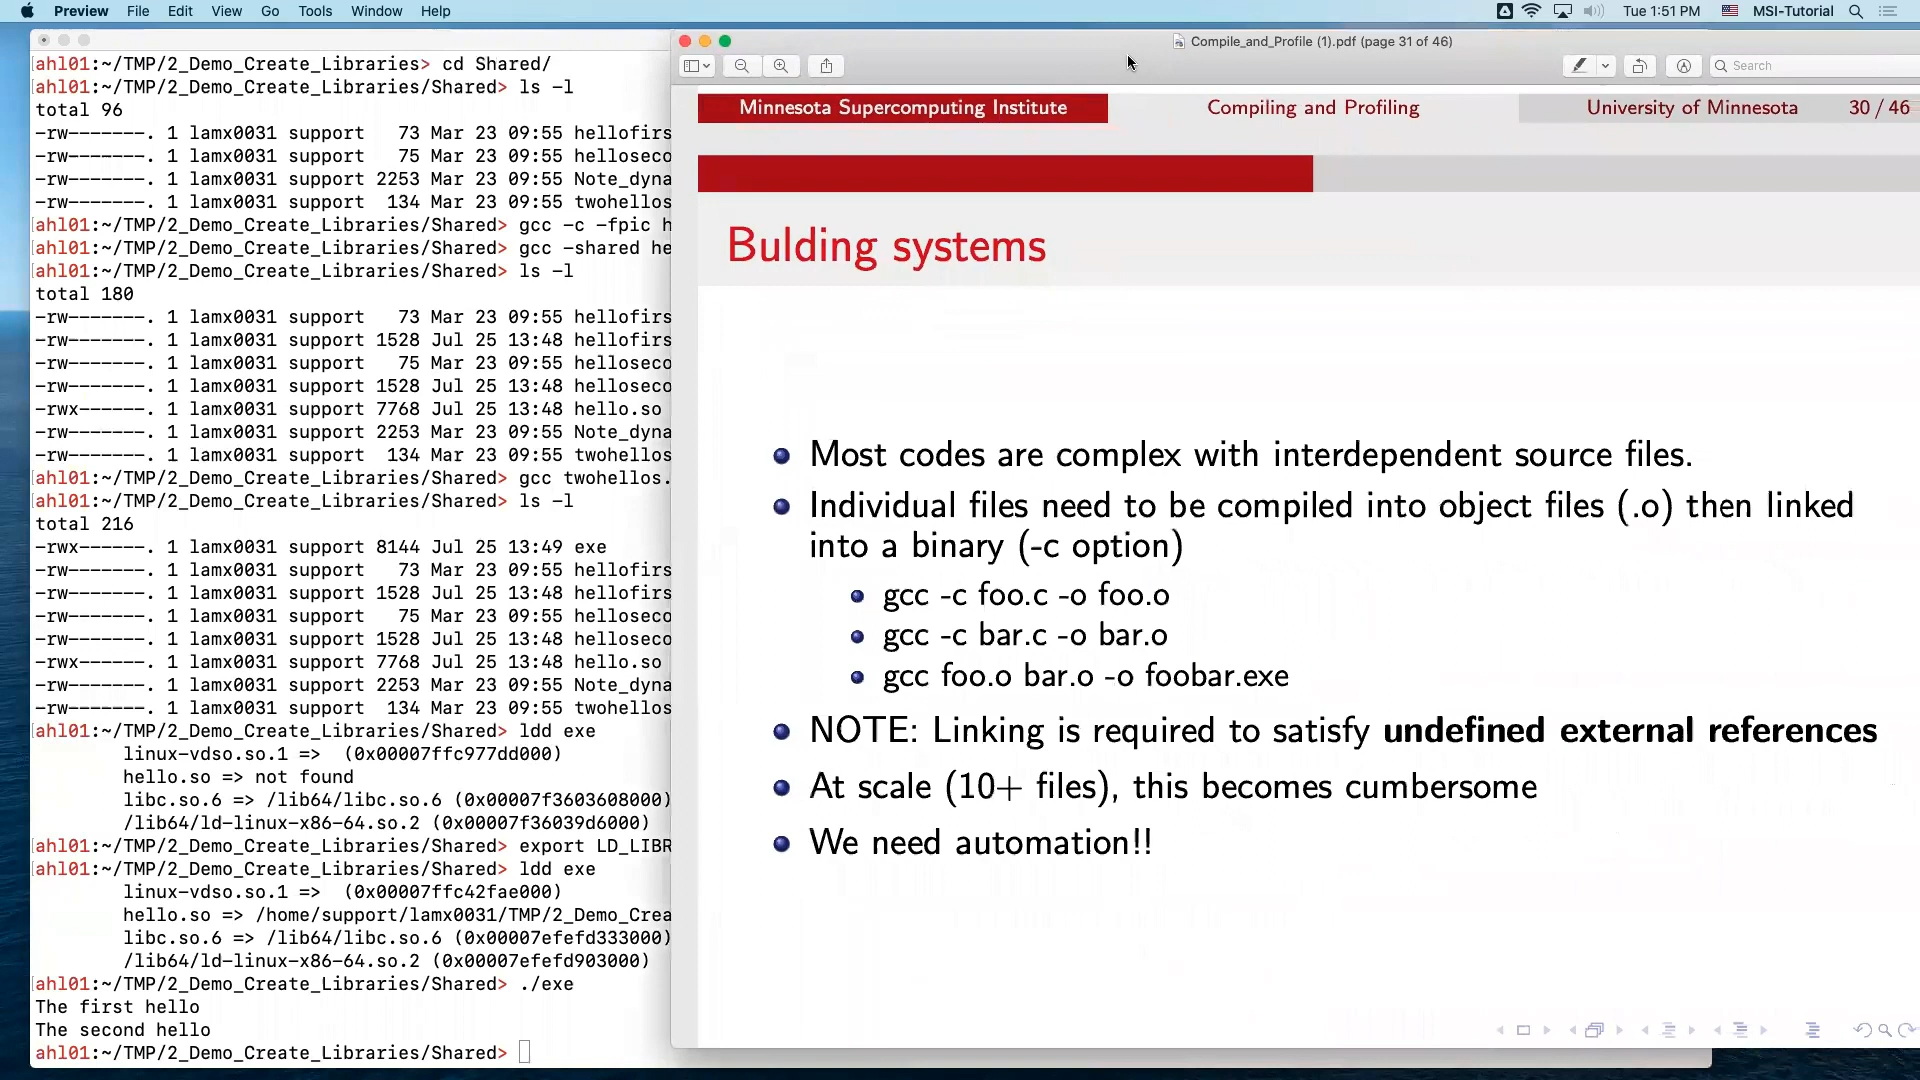 Preview File Edit View Go Tools Window Help Tue 1:51 PM MSI-Tutorial
ahl01:~/TMP/2_Demo_Create_Libraries> cd Shared/
ahl01:~/TMP/2_Demo_Create_Libraries/Shared> ls -l
total 96
-rw-------. 1 lamx0031 support 73 Mar 23 09:55 hellofirs
-rw-------. 1 lamx0031 support 75 Mar 23 09:55 helloseco
-rw-------. 1 lamx0031 support 2253 Mar 23 09:55 Note_dyna
-rw-------. 1 lamx0031 support 134 Mar 23 09:55 twohellos
ahl01:~/TMP/2_Demo_Create_Libraries/Shared> gcc -c -fpic h
ahl01:~/TMP/2_Demo_Create_Libraries/Shared> gcc -shared he
ahl01:~/TMP/2_Demo_Create_Libraries/Shared> ls -l
total 180
-rw-------. 1 lamx0031 support 73 Mar 23 09:55 hellofirs
-rw-------. 1 lamx0031 support 1528 Jul 25 13:48 hellofirs
-rw-------. 1 lamx0031 support 75 Mar 23 09:55 helloseco
-rw-------. 1 lamx0031 support 1528 Jul 25 13:48 helloseco
-rwx------. 1 lamx0031 support 7768 Jul 25 13:48 hello.so
-rw-------. 1 lamx0031 support 2253 Mar 23 09:55 Note_dyna
-rw-------. 1 lamx0031 support 134 Mar 23 09:55 twohellos
ahl01:~/TMP/2_Demo_Create_Libraries/Shared> gcc twohellos.
ahl01:~/TMP/2_Demo_Create_Libraries/Shared> ls -l
total 216
-rwx------. 1 lamx0031 support 8144 Jul 25 13:49 exe
-rw-------. 1 lamx0031 support 73 Mar 23 09:55 hellofirs
-rw-------. 1 lamx0031 support 1528 Jul 25 13:48 hellofirs
-rw-------. 1 lamx0031 support 75 Mar 23 09:55 helloseco
-rw-------. 1 lamx0031 support 1528 Jul 25 13:48 helloseco
-rwx------. 1 lamx0031 support 7768 Jul 25 13:48 hello.so
-rw-------. 1 lamx0031 support 2253 Mar 23 09:55 Note_dyna
-rw-------. 1 lamx0031 support 134 Mar 23 09:55 twohellos
ahl01:~/TMP/2_Demo_Create_Libraries/Shared> ldd exe
linux-vdso.so.1 => (0x00007ffc977dd000)
hello.so => not found
libc.so.6 => /lib64/libc.so.6 (0x00007f3603608000)
/lib64/ld-linux-x86-64.so.2 (0x00007f36039d6000)
ahl01:~/TMP/2_Demo_Create_Libraries/Shared> export LD_LIBR
ahl01:~/TMP/2_Demo_Create_Libraries/Shared> ldd exe
linux-vdso.so.1 => (0x00007ffc42fae000)
hello.so => /home/support/lamx0031/TMP/2_Demo_Crea
libc.so.6 => /lib64/libc.so.6 (0x00007efefd333000)
/lib64/ld-linux-x86-64.so.2 (0x00007efefd903000)
ahl01:~/TMP/2_Demo_Create_Libraries/Shared> ./exe
The first hello
The second hello
ahl01:~/TMP/2_Demo_Create_Libraries/Shared>
Compile_and_Profile (1).pdf (page 31 of 46)
Search
Minnesota Supercomputing Institute Compiling and Profiling University of Minnesota 30 / 46
Bulding systems
Most codes are complex with interdependent source files.
Individual files need to be compiled into object files (.o) then linked
into a binary (-c option)
gcc -c foo.c -o foo.o
gcc -c bar.c -o bar.o
gcc foo.o bar.o -o foobar.exe
NOTE: Linking is required to satisfy undefined external references
At scale (10+ files), this becomes cumbersome
We need automation!!